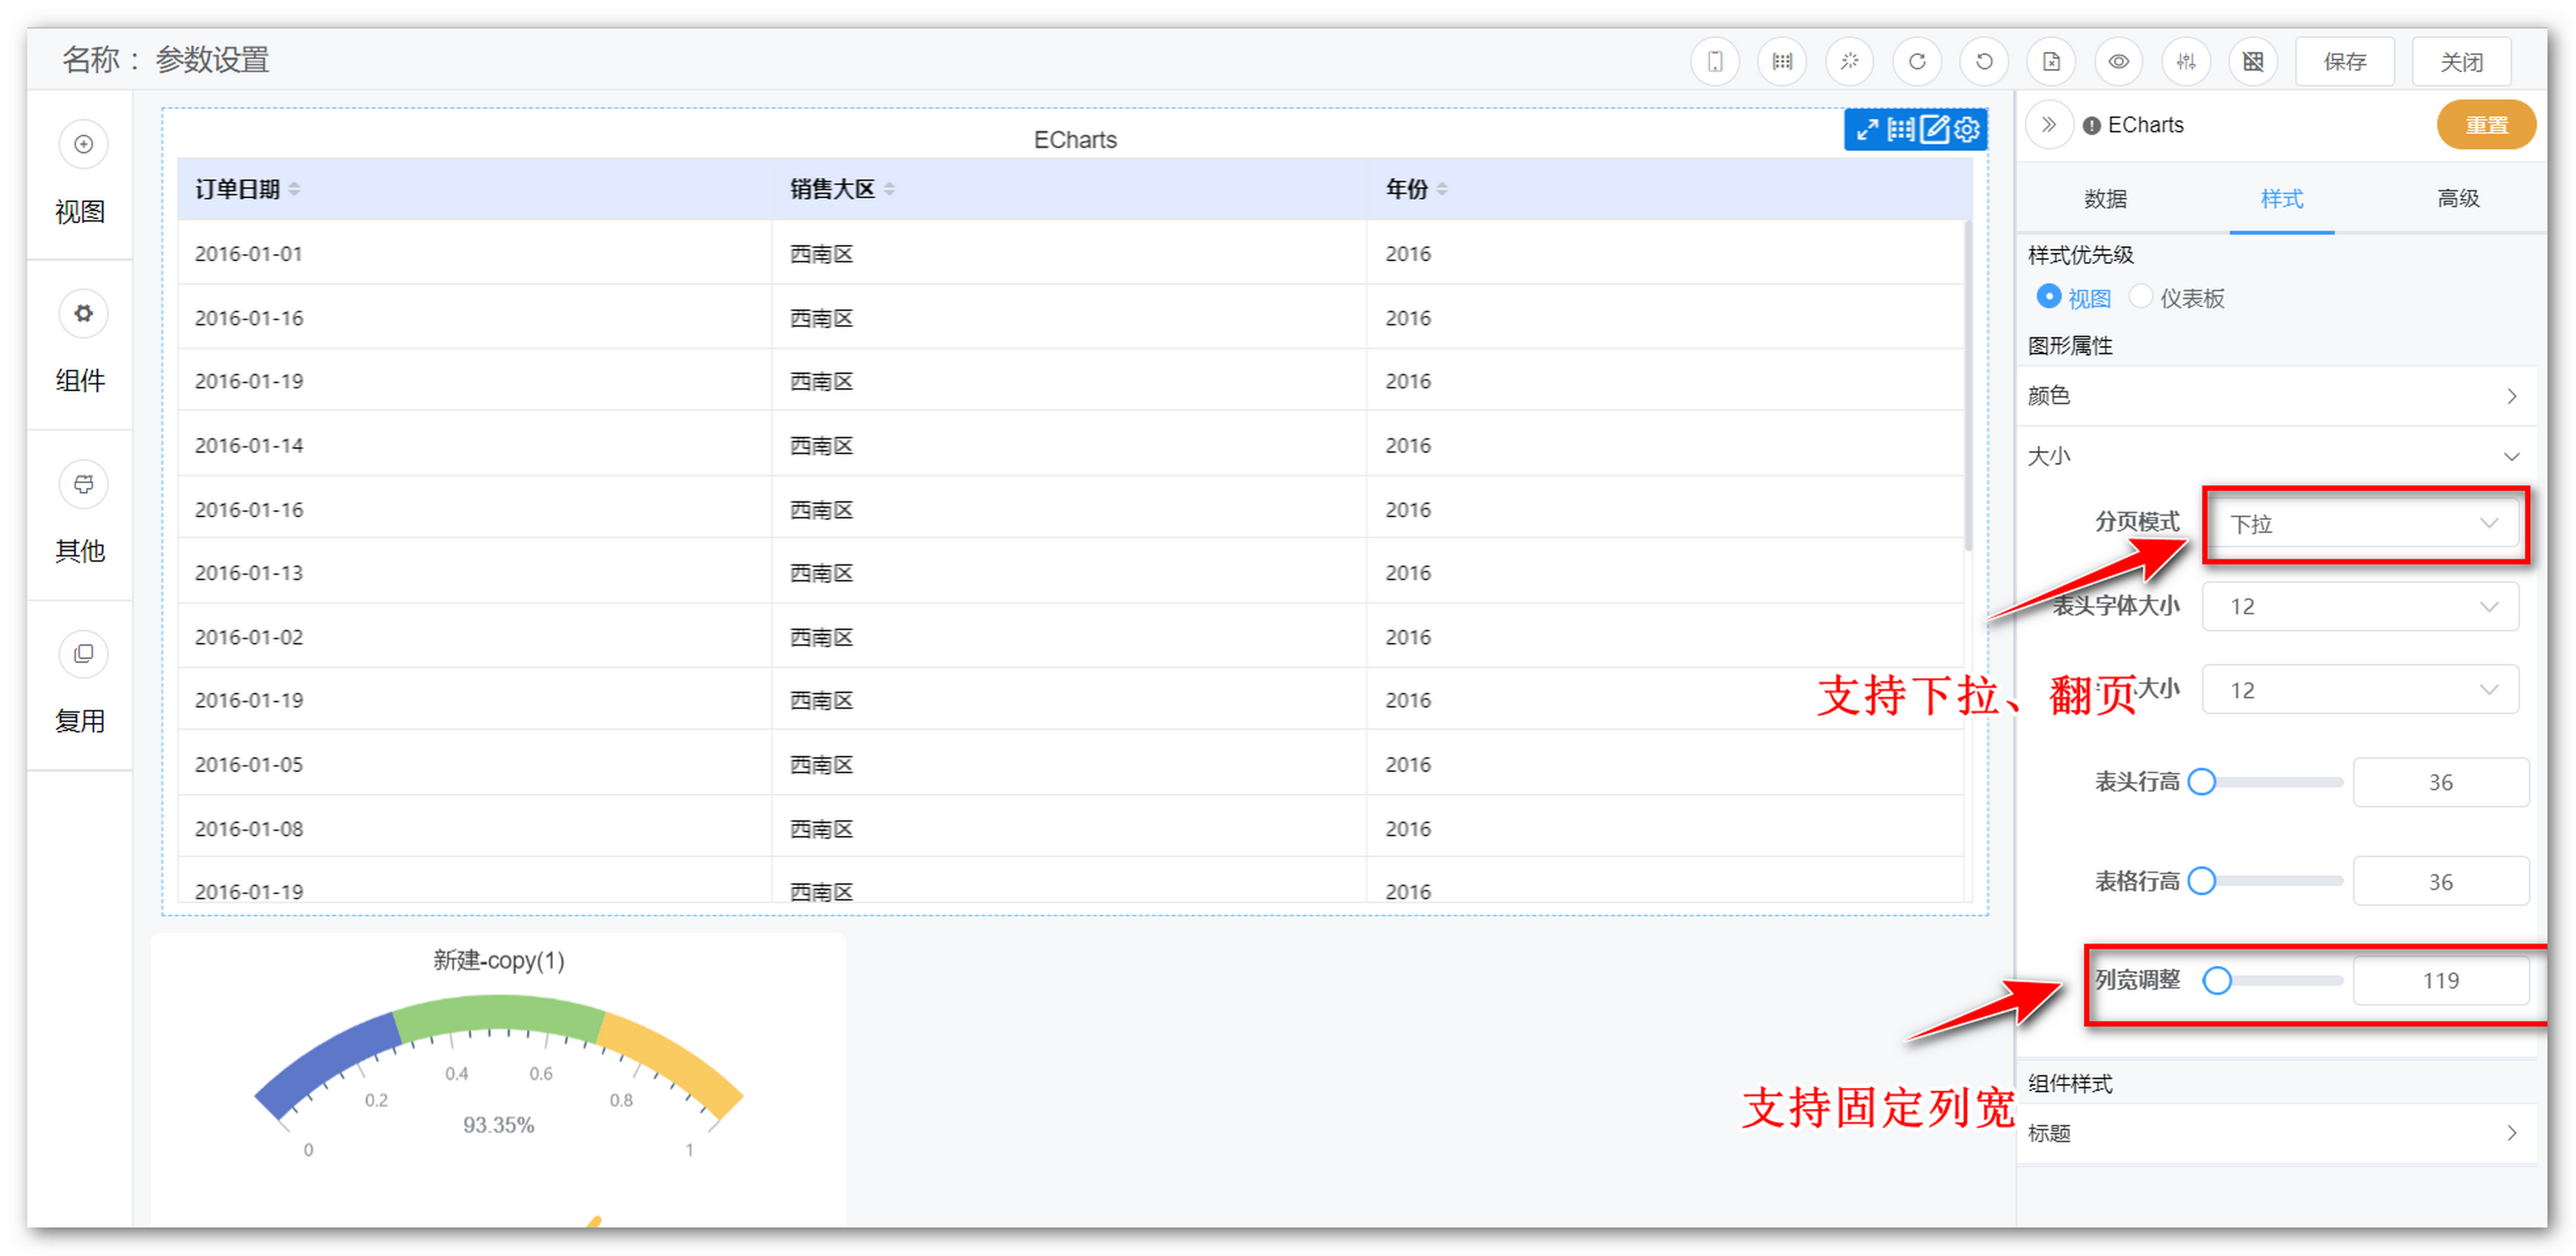 名称： 参数设置
保存
关闭
视图
组件
其他
复用
ECharts
订单日期 销售大区 年份
2016-01-01 西南区 2016
2016-01-16 西南区 2016
2016-01-19 西南区 2016
2016-01-14 西南区 2016
2016-01-16 西南区 2016
2016-01-13 西南区 2016
2016-01-02 西南区 2016
2016-01-19 西南区 2016
2016-01-05 西南区 2016
2016-01-08 西南区 2016
2016-01-19 西南区 2016
新建-copy(1)
0
0.2
0.4
0.6
0.8
1
93.35%
ECharts
重置
数据 样式 高级
样式优先级
视图 仪表板
图形属性
颜色
大小
分页模式 下拉
表头字体大小 12
大小 12
支持下拉、翻页
表头行高 36
表格行高 36
列宽调整 119
支持固定列宽
组件样式
标题